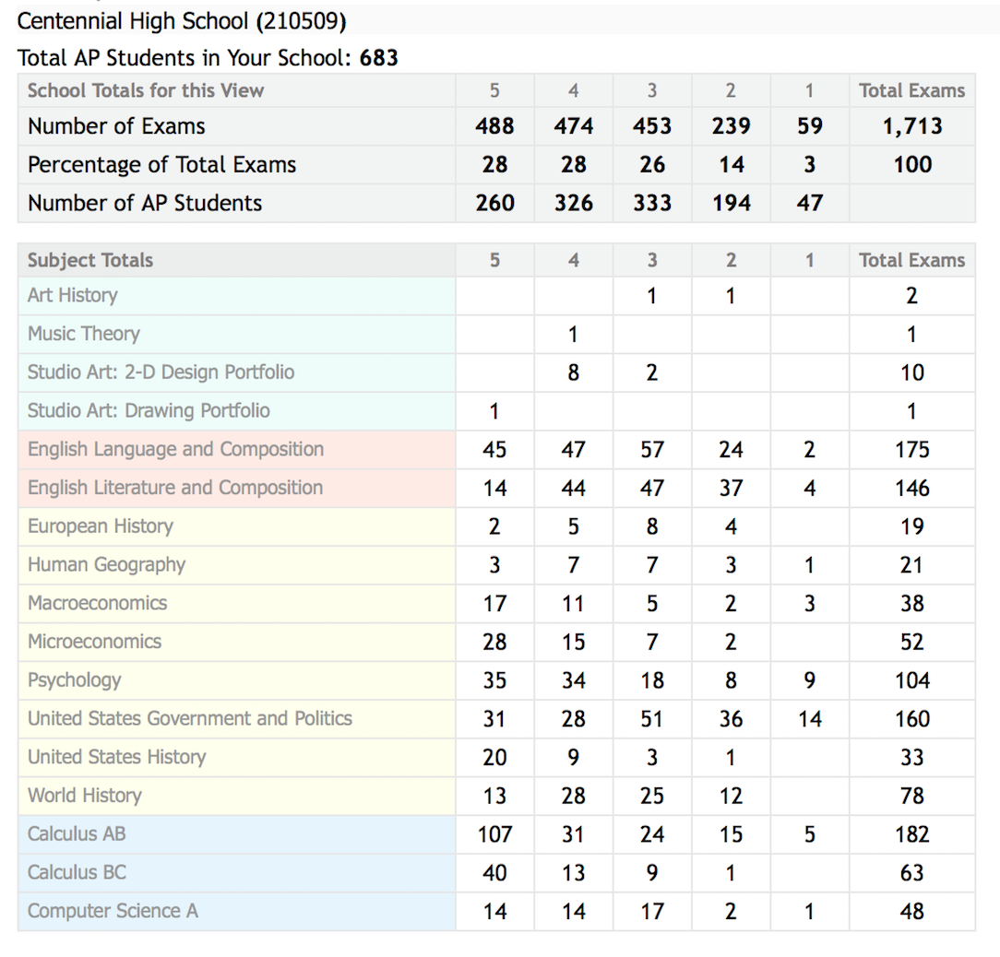 Centennial High School (210509)
Total AP Students in Your School: 683
School Totals for this View 5 4 3 2 1 Total Exams
Number of Exams 488 474 453 239 59 1,713
Percentage of Total Exams 28 28 26 14 3 100
Number of AP Students 260 326 333 194 47
Subject Totals 5 4 3 2 1 Total Exams
Art History 1 1 2
Music Theory 1 1
Studio Art: 2-D Design Portfolio 8 2 10
Studio Art: Drawing Portfolio 1 1
English Language and Composition 45 47 57 24 2 175
English Literature and Composition 14 44 47 37 4 146
European History 2 5 8 4 19
Human Geography 3 7 7 3 1 21
Macroeconomics 17 11 5 2 3 38
Microeconomics 28 15 7 2 52
Psychology 35 34 18 8 9 104
United States Government and Politics 31 28 51 36 14 160
United States History 20 9 3 1 33
World History 13 28 25 12 78
Calculus AB 107 31 24 15 5 182
Calculus BC 40 13 9 1 63
Computer Science A 14 14 17 2 1 48